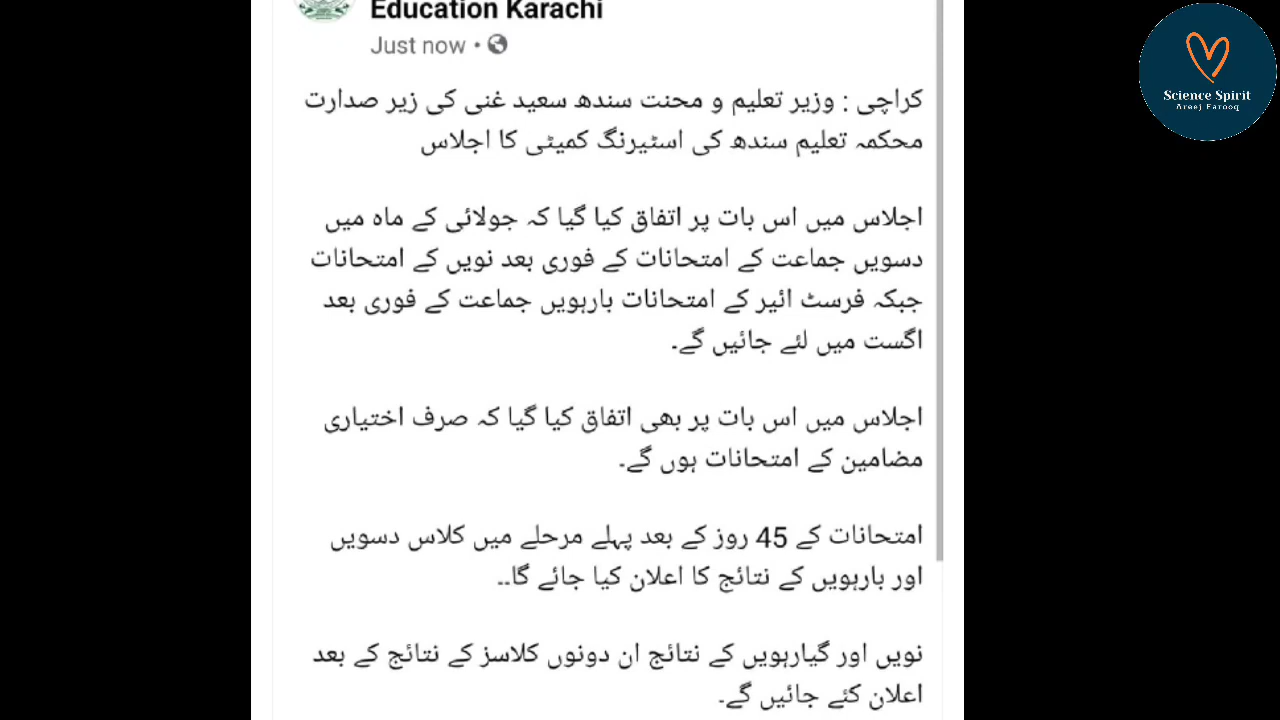 Education Karachi
Just now •
Science Spirit
Areej Farooq
کراچی : وزیر تعلیم و محنت سندھ سعید غنی کی زیر صدارت
محکمہ تعلیم سندھ کی اسٹیرنگ کمیٹی کا اجلاس
اجلاس میں اس بات پر اتفاق کیا گیا کہ جولائی کے ماہ میں
دسویں جماعت کے امتحانات کے فوری بعد نویں کے امتحانات
جبکہ فرسٹ ائیر کے امتحانات بارہویں جماعت کے فوری بعد
اگست میں لئے جائیں گے۔
اجلاس میں اس بات پر بھی اتفاق کیا گیا کہ صرف اختیاری
مضامین کے امتحانات ہوں گے۔
امتحانات کے 45 روز کے بعد پہلے مرحلے میں کلاس دسویں
اور بارہویں کے نتائج کا اعلان کیا جائے گا۔۔
نویں اور گیارہویں کے نتائج ان دونوں کلاسز کے نتائج کے بعد
اعلان کئے جائیں گے۔